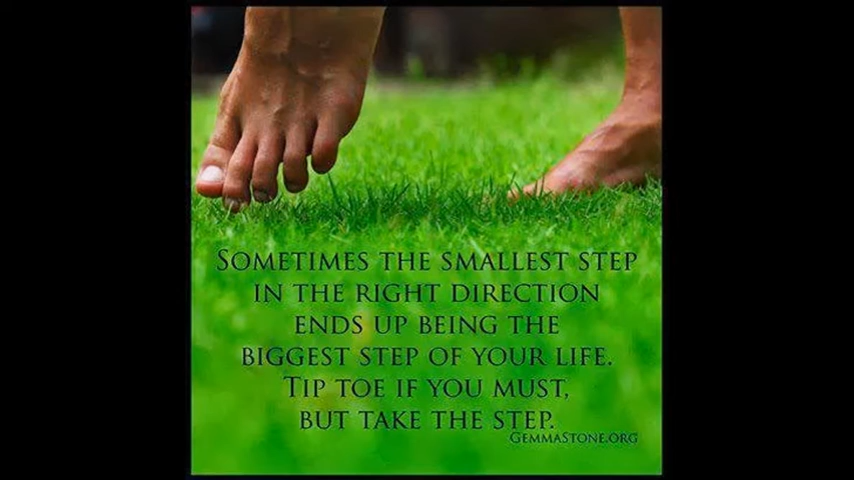 Sometimes the smallest step
in the right direction
ends up being the
biggest step of your life.
Tip toe if you must,
but take the step.
GemmaStone.org